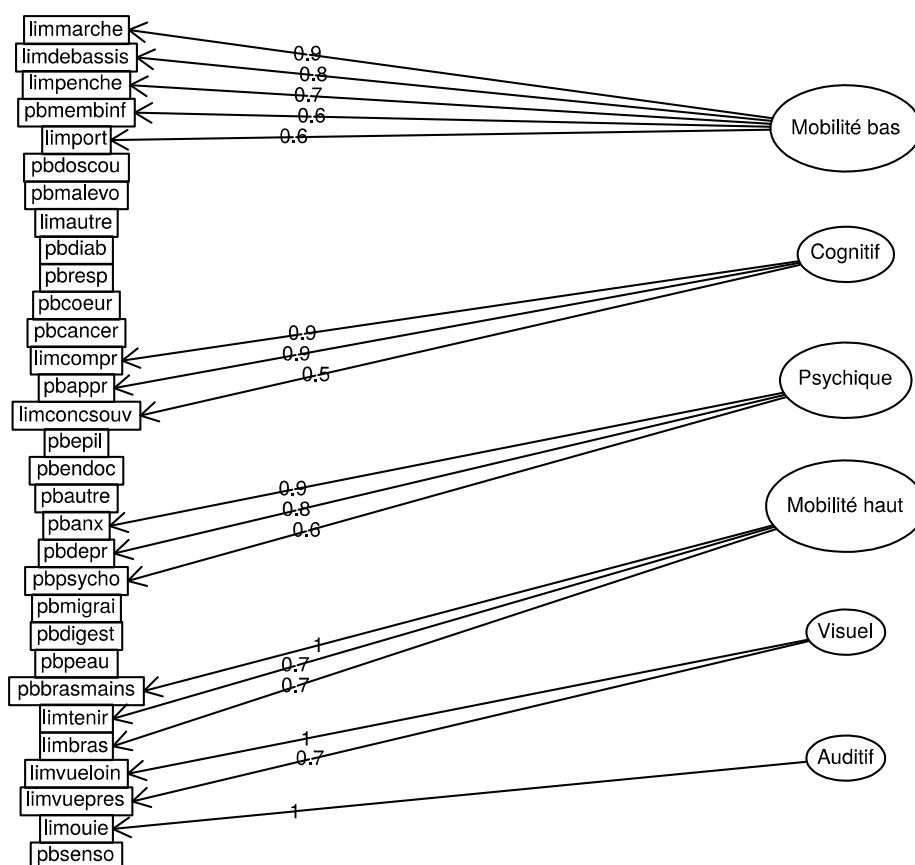 limmarche
limdebassis
limpenche
pbmembinf
limport
pbdoscou
pbmalevo
limautre
pbdiab
pbresp
pbcoeur
pbcancer
limcompr
pbappr
limconcsouv
pbepil
pbendoc
pbautre
pbanx
pbdepr
pbpsycho
pbmigrai
pbdigest
pbpeau
pbbrasmains
limtenir
limbras
limvueloin
limvuepres
limouie
pbsenso
0.9
0.8
0.7
0.6
0.6
0.9
0.9
0.5
0.9
0.8
0.6
1
0.7
0.7
1
0.7
1
Mobilité bas
Cognitif
Psychique
Mobilité haut
Visuel
Auditif